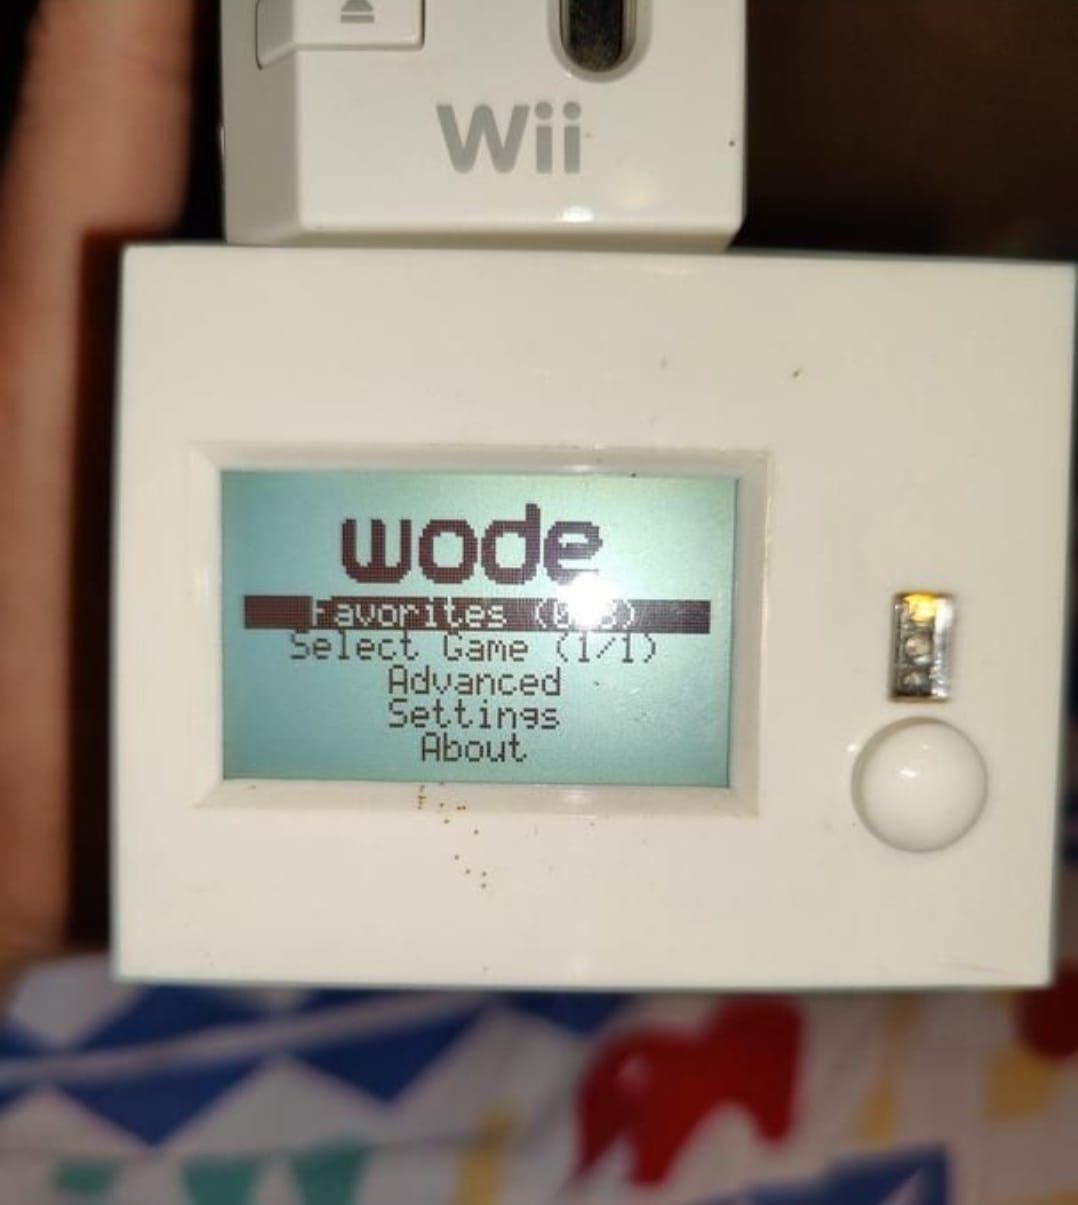 Wii
wode
Favorites
Select Game (1/1)
Advanced
Settings
About